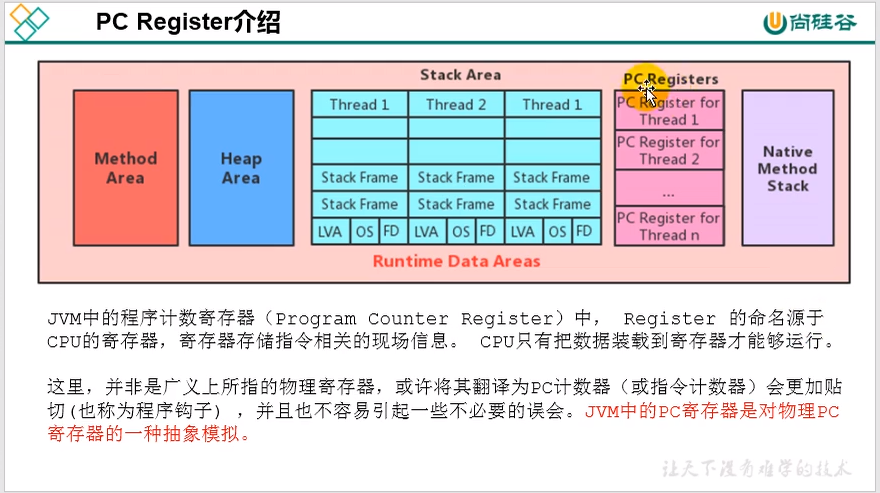 PC Register介绍
尚硅谷
Stack Area
PC Registers
Method
Area
Heap
Area
Thread 1
Thread 2
Thread 1
Stack Frame
Stack Frame
Stack Frame
Stack Frame
Stack Frame
Stack Frame
LVA
OS
FD
LVA
OS
FD
LVA
OS
FD
PC Register for
Thread 1
PC Register for
Thread 2
...
PC Register for
Thread n
Native
Method
Stack
Runtime Data Areas
JVM中的程序计数寄存器（Program Counter Register）中， Register 的命名源于
CPU的寄存器，寄存器存储指令相关的现场信息。 CPU只有把数据装载到寄存器才能够运行。
这里，并非是广义上所指的物理寄存器，或许将其翻译为PC计数器（或指令计数器）会更加贴
切(也称为程序钩子) ，并且也不容易引起一些不必要的误会。JVM中的PC寄存器是对物理PC
寄存器的一种抽象模拟。
让天下没有难学的技术